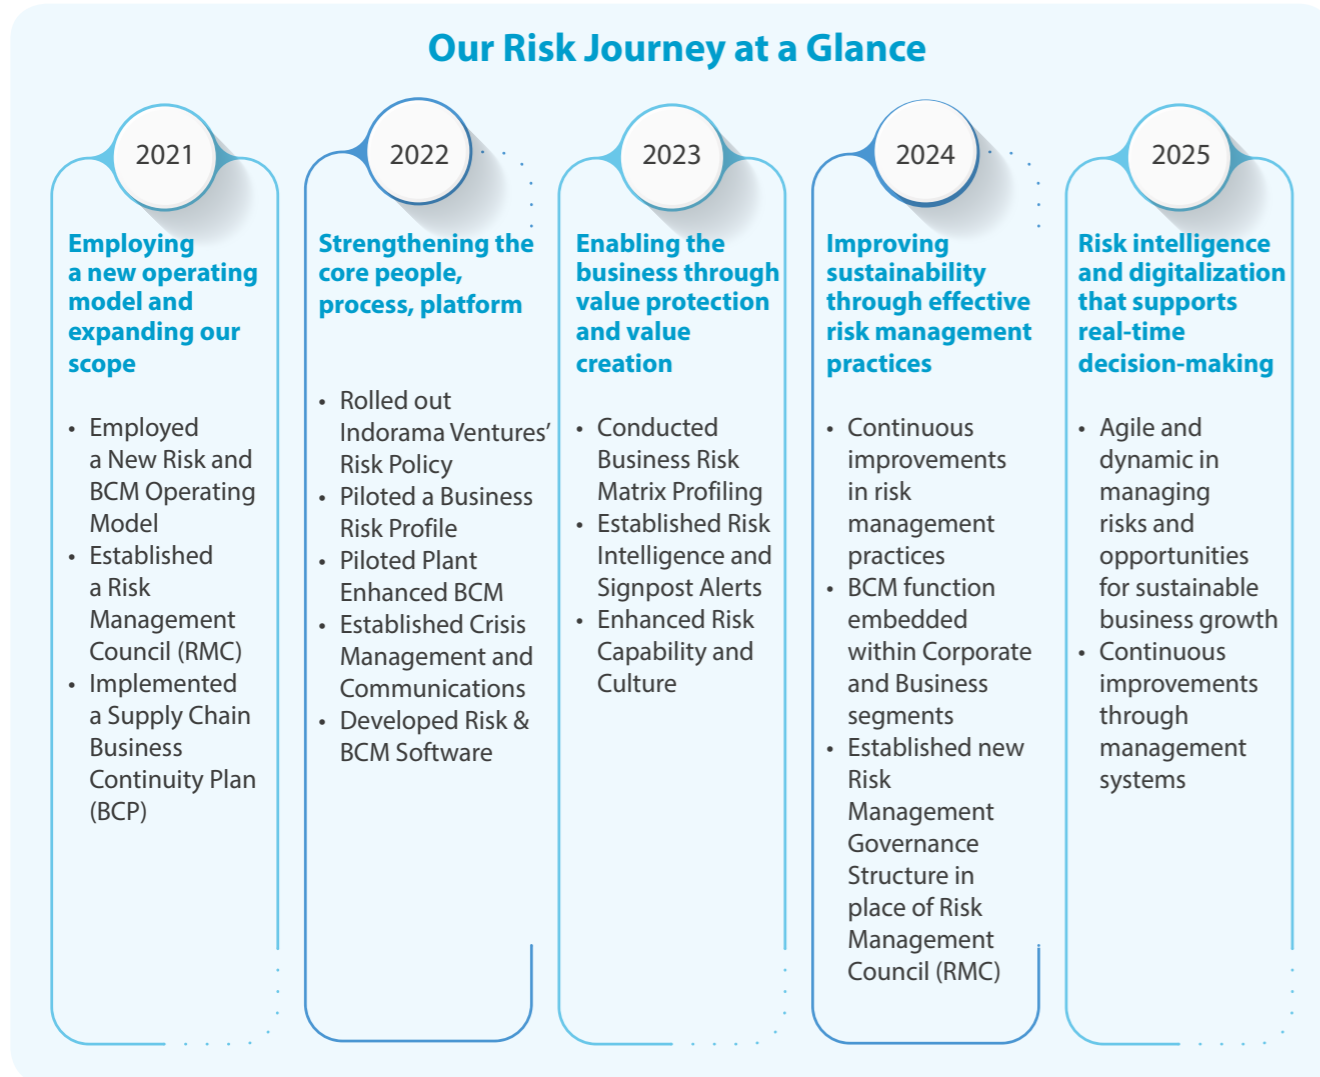 Our Risk Journey at a Glance
2021
Employing
a new operating
model and
expanding our
scope
• Employed
a New Risk and
BCM Operating
Model
• Established
a Risk
Management
Council (RMC)
• Implemented
a Supply Chain
Business
Continuity Plan
(BCP)
2022
Strengthening the
core people,
process, platform
• Rolled out
Indorama Ventures’
Risk Policy
• Piloted a Business
Risk Profile
• Piloted Plant
Enhanced BCM
• Established Crisis
Management and
Communications
• Developed Risk &
BCM Software
2023
Enabling the
business through
value protection
and value
creation
• Conducted
Business Risk
Matrix Profiling
• Established Risk
Intelligence and
Signpost Alerts
• Enhanced Risk
Capability and
Culture
2024
Improving
sustainability
through effective
risk management
practices
• Continuous
improvements
in risk
management
practices
• BCM function
embedded
within Corporate
and Business
segments
• Established new
Risk
Management
Governance
Structure in
place of Risk
Management
Council (RMC)
2025
Risk intelligence
and digitalization
that supports
real-time
decision-making
• Agile and
dynamic in
managing
risks and
opportunities
for sustainable
business growth
• Continuous
improvements
through
management
systems